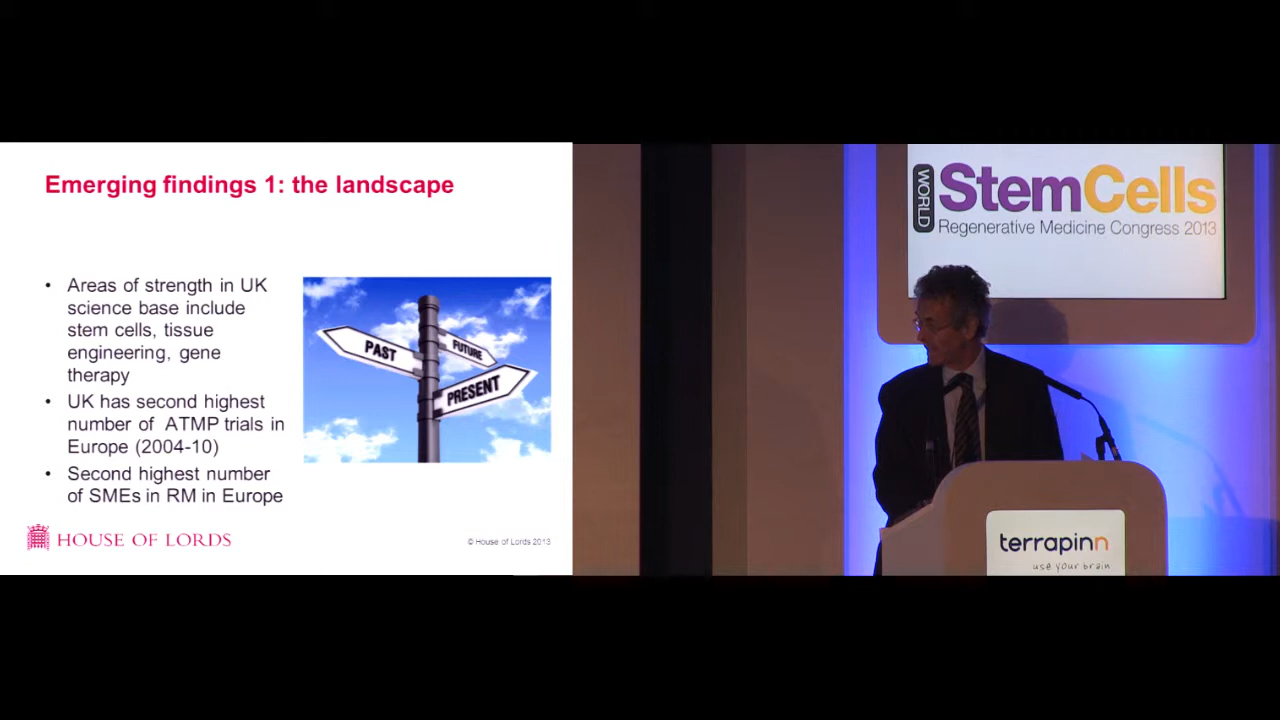 Emerging findings 1: the landscape
• Areas of strength in UK
science base include
stem cells, tissue
engineering, gene
therapy
• UK has second highest
number of ATMP trials in
Europe (2004-10)
• Second highest number
of SMEs in RM in Europe
PAST
FUTURE
PRESENT
HOUSE OF LORDS
© House of Lords 2013
WORLD
StemCells
Regenerative Medicine Congress 2013
terrapinn
use your brain